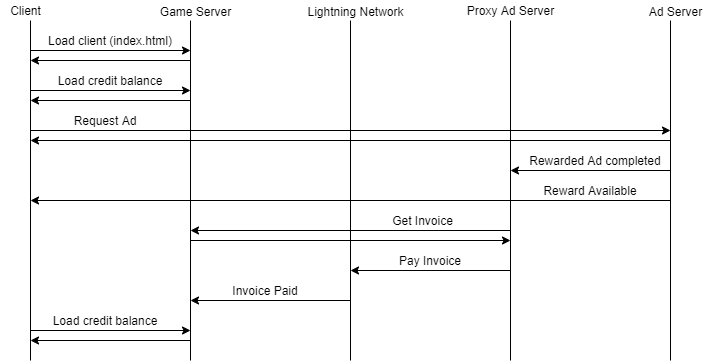 Client
Game Server
Lightning Network
Proxy Ad Server
Ad Server
Load client (index.html)
Load credit balance
Request Ad
Rewarded Ad completed
Reward Available
Get Invoice
Pay Invoice
Invoice Paid
Load credit balance